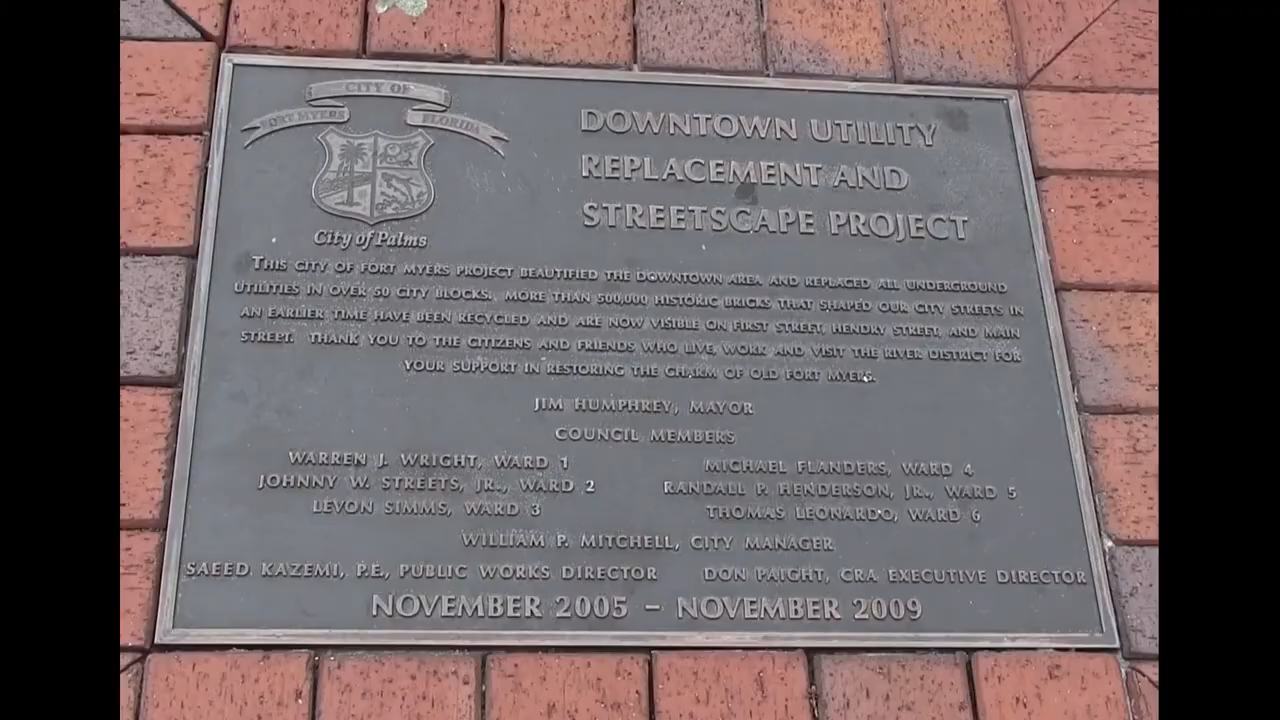 CITY OF
FORT MYERS FLORIDA
City of Palms
DOWNTOWN UTILITY
REPLACEMENT AND
STREETSCAPE PROJECT
THIS CITY OF FORT MYERS PROJECT BEAUTIFIED THE DOWNTOWN AREA AND REPLACED ALL UNDERGROUND
UTILITIES IN OVER 50 CITY BLOCKS. MORE THAN 500,000 HISTORIC BRICKS THAT SHAPED OUR CITY STREETS IN
AN EARLIER TIME HAVE BEEN RECYCLED AND ARE NOW VISIBLE ON FIRST STREET, HENDRY STREET, AND MAIN
STREET. THANK YOU TO THE CITIZENS AND FRIENDS WHO LIVE, WORK AND VISIT THE RIVER DISTRICT FOR
YOUR SUPPORT IN RESTORING THE CHARM OF OLD FORT MYERS.
JIM HUMPHREY, MAYOR
COUNCIL MEMBERS
WARREN J. WRIGHT, WARD 1 MICHAEL FLANDERS, WARD 4
JOHNNY W. STREETS, JR., WARD 2 RANDALL P. HENDERSON, JR., WARD 5
LEVON SIMMS, WARD 3 THOMAS LEONARDO, WARD 6
WILLIAM P. MITCHELL, CITY MANAGER
SAEED KAZEMI, P.E., PUBLIC WORKS DIRECTOR DON PAIGHT, CRA EXECUTIVE DIRECTOR
NOVEMBER 2005 – NOVEMBER 2009